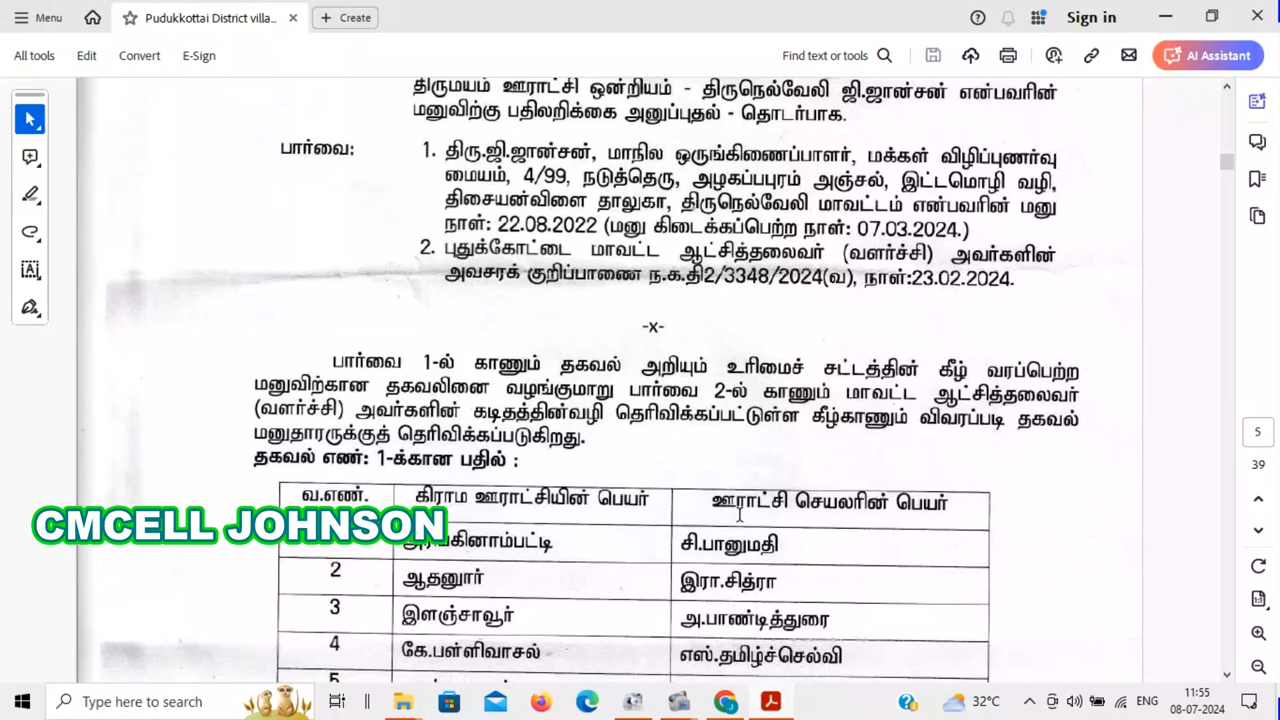 Menu
Pudukkottai District villa...
Create
Sign in
All tools
Edit
Convert
E-Sign
Find text or tools
AI Assistant
திருமயம் ஊராட்சி ஒன்றியம் - திருநெல்வேலி ஜி.ஜான்சன் என்பவரின்
மனுவிற்கு பதிலறிக்கை அனுப்புதல் - தொடர்பாக.
பார்வை:
1. திரு.ஜி.ஜான்சன், மாநில ஒருங்கிணைப்பாளர், மக்கள் விழிப்புணர்வு
மையம், 4/99, நடுத்தெரு, அழகப்பபுரம் அஞ்சல், இட்டமொழி வழி,
திசையன்விளை தாலுகா, திருநெல்வேலி மாவட்டம் என்பவரின் மனு
நாள்: 22.08.2022 (மனு கிடைக்கப்பெற்ற நாள்: 07.03.2024.)
2. புதுக்கோட்டை மாவட்ட ஆட்சித்தலைவர் (வளர்ச்சி) அவர்களின்
அவசரக் குறிப்பாணை ந.க.தி2/3348/2024(வ), நாள்:23.02.2024.
-x-
பார்வை 1-ல் காணும் தகவல் அறியும் உரிமைச் சட்டத்தின் கீழ் வரப்பெற்ற
மனுவிற்கான தகவலினை வழங்குமாறு பார்வை 2-ல் காணும் மாவட்ட ஆட்சித்தலைவர்
(வளர்ச்சி) அவர்களின் கடிதத்தின்வழி தெரிவிக்கப்பட்டுள்ள கீழ்காணும் விவரப்படி தகவல்
மனுதாரருக்குத் தெரிவிக்கப்படுகிறது.
தகவல் எண்: 1-க்கான பதில் :
வ.எண். கிராம ஊராட்சியின் பெயர் ஊராட்சி செயலரின் பெயர்
CMCELL JOHNSON
சி.பானுமதி
2 ஆதனூர் இரா.சித்ரா
3 இளஞ்சாவூர் அ.பாண்டித்துரை
4 கே.பள்ளிவாசல் எஸ்.தமிழ்ச்செல்வி
5
39
Type here to search
32°C
ENG
11:55
08-07-2024